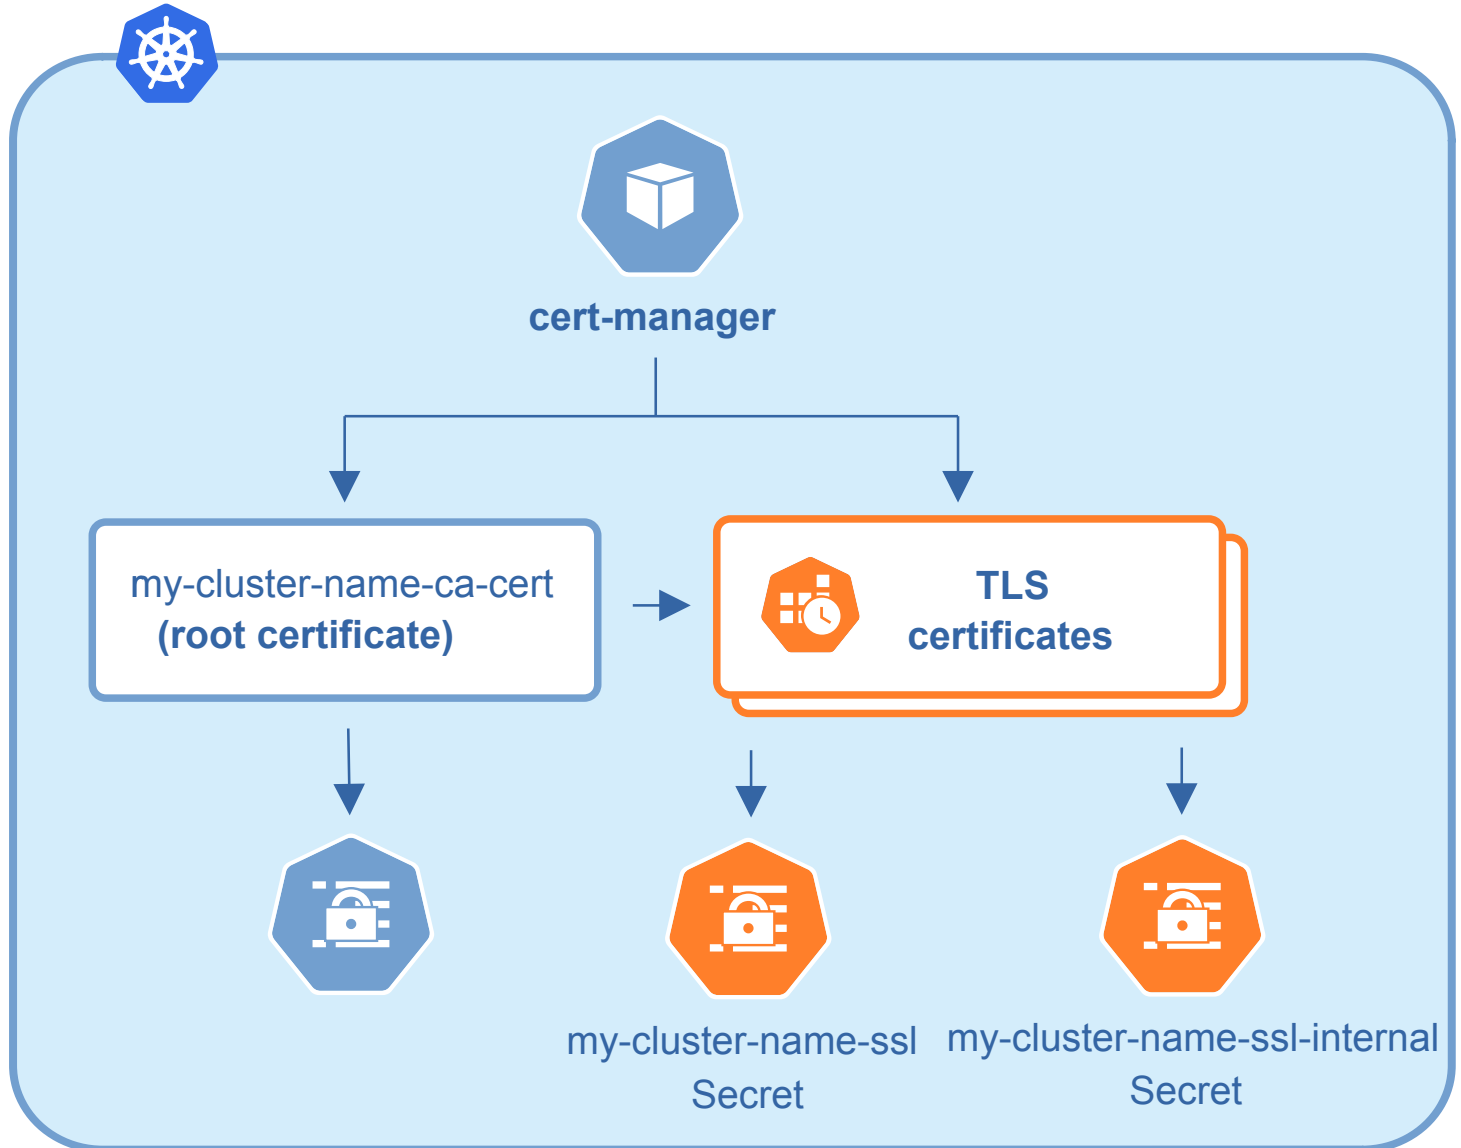 cert-manager
my-cluster-name-ca-cert
(root certificate)
TLS
certificates
my-cluster-name-ssl
Secret
my-cluster-name-ssl-internal
Secret